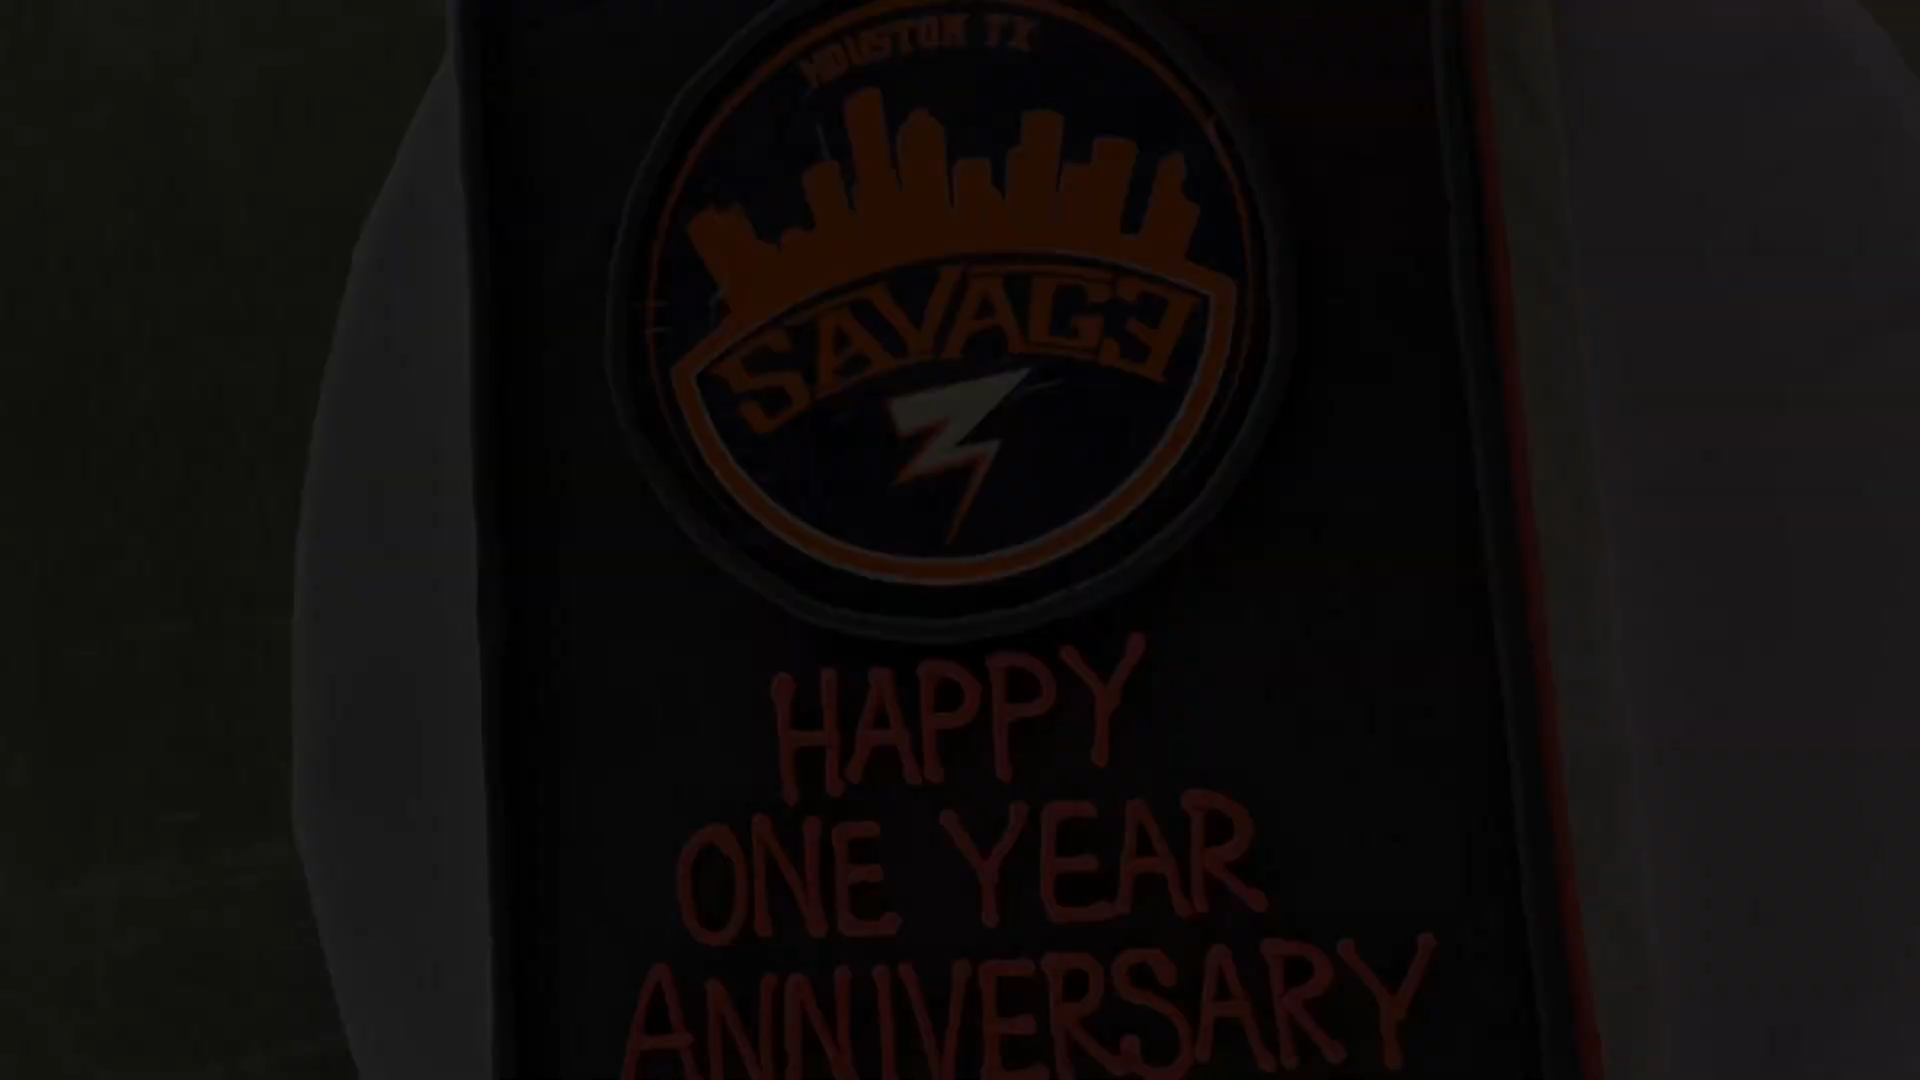 HOUSTON TX
SAVAGE
HAPPY
ONE YEAR
ANNIVERSARY